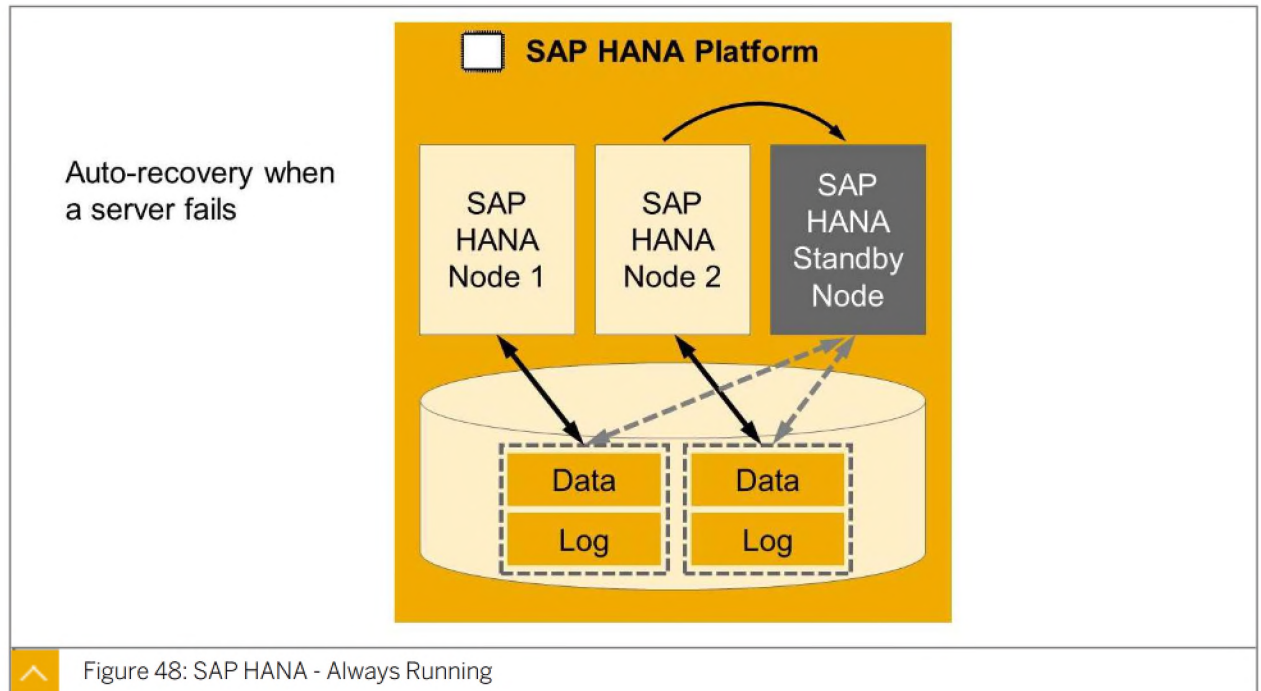 SAP HANA Platform
Auto-recovery when
a server fails
SAP
HANA
Node 1
SAP
HANA
Node 2
SAP
HANA
Standby
Node
Data
Log
Data
Log
Figure 48: SAP HANA - Always Running